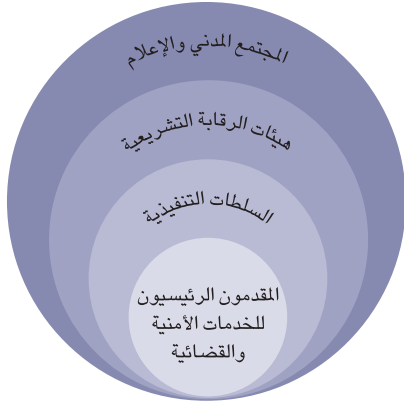 المجتمع المدني والإعلام
هيئات الرقابة التشريعية
السلطات التنفيذية
المقدمون الرئيسيون
للخدمات الأمنية
والقضائية